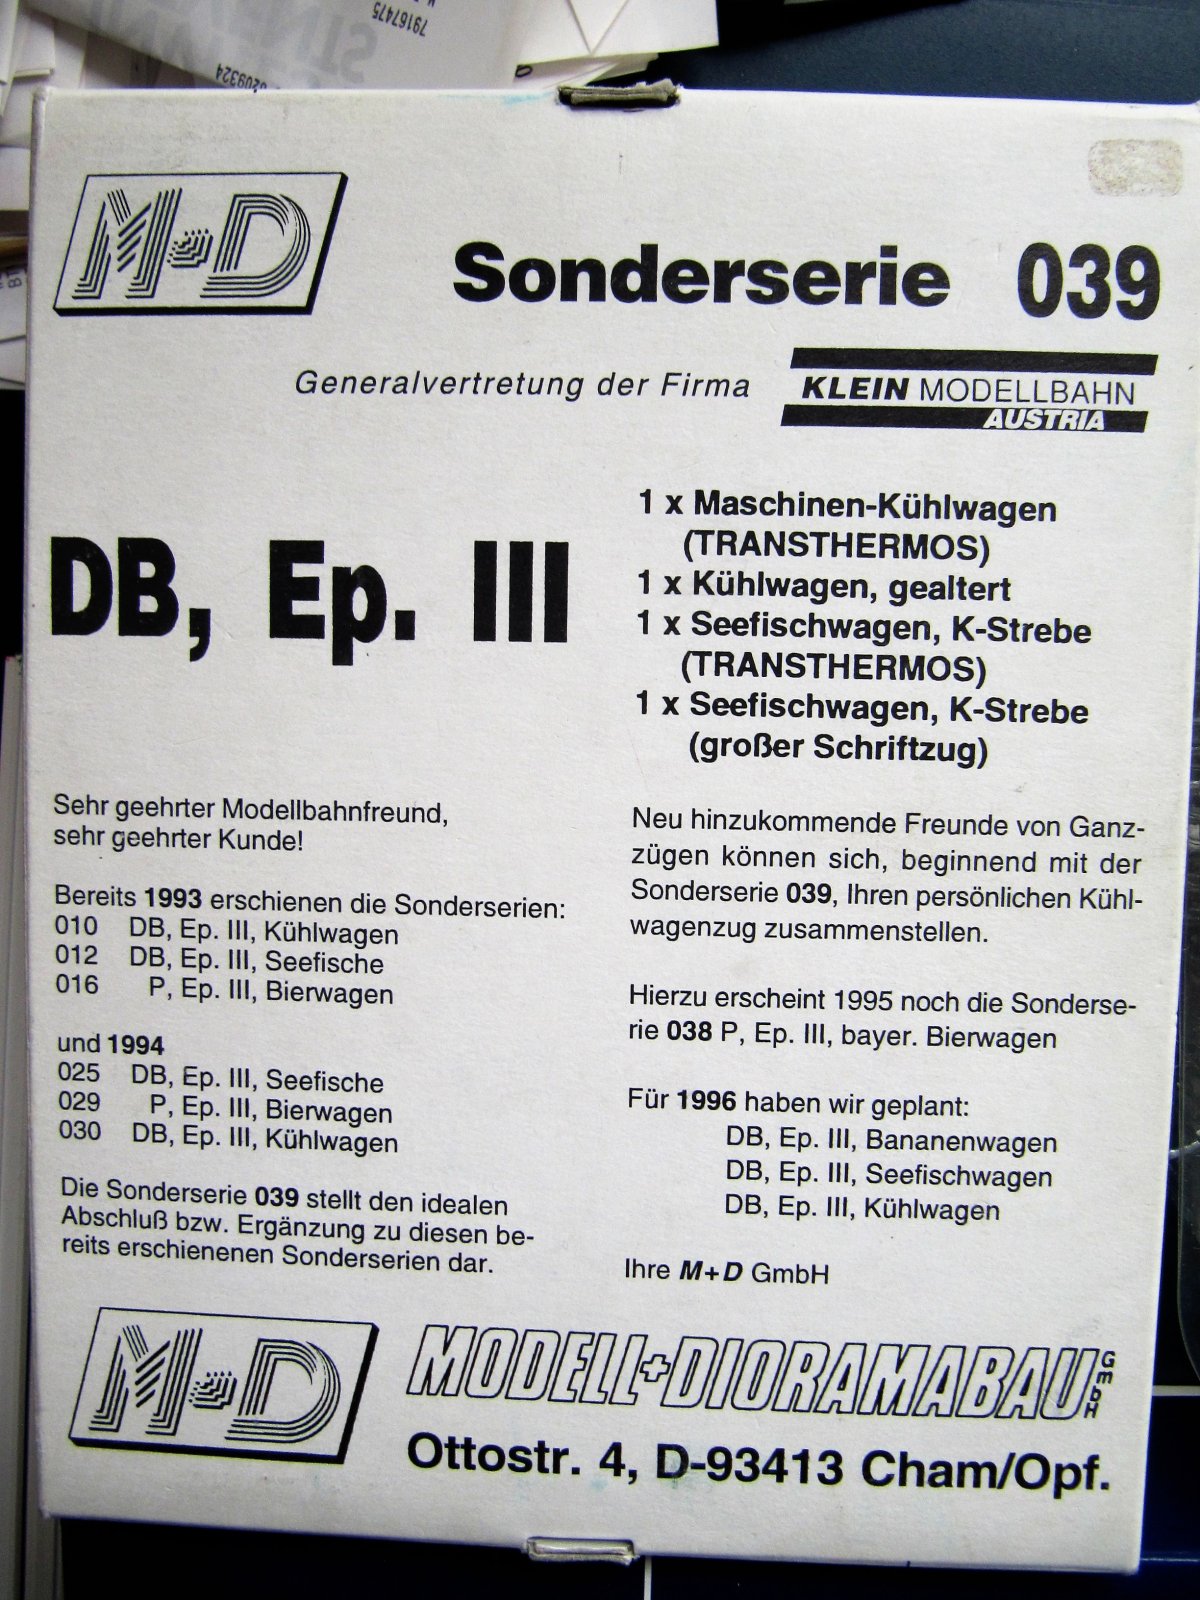 79167475
6209324
M+D
Sonderserie 039
Generalvertretung der Firma
KLEIN MODELLBAHN
AUSTRIA
DB, Ep. III
1 x Maschinen-Kühlwagen
(TRANSTHERMOS)
1 x Kühlwagen, gealtert
1 x Seefischwagen, K-Strebe
(TRANSTHERMOS)
1 x Seefischwagen, K-Strebe
(großer Schriftzug)
Sehr geehrter Modellbahnfreund,
sehr geehrter Kunde!
Bereits 1993 erschienen die Sonderserien:
010 DB, Ep. III, Kühlwagen
012 DB, Ep. III, Seefische
016 P, Ep. III, Bierwagen
und 1994
025 DB, Ep. III, Seefische
029 P, Ep. III, Bierwagen
030 DB, Ep. III, Kühlwagen
Die Sonderserie 039 stellt den idealen
Abschluß bzw. Ergänzung zu diesen be-
reits erschienenen Sonderserien dar.
Neu hinzukommende Freunde von Ganz-
zügen können sich, beginnend mit der
Sonderserie 039, Ihren persönlichen Kühl-
wagenzug zusammenstellen.
Hierzu erscheint 1995 noch die Sonderse-
rie 038 P, Ep. III, bayer. Bierwagen
Für 1996 haben wir geplant:
DB, Ep. III, Bananenwagen
DB, Ep. III, Seefischwagen
DB, Ep. III, Kühlwagen
Ihre M+D GmbH
M+D
MODELL+DIORAMABAU GmbH
Ottostr. 4, D-93413 Cham/Opf.